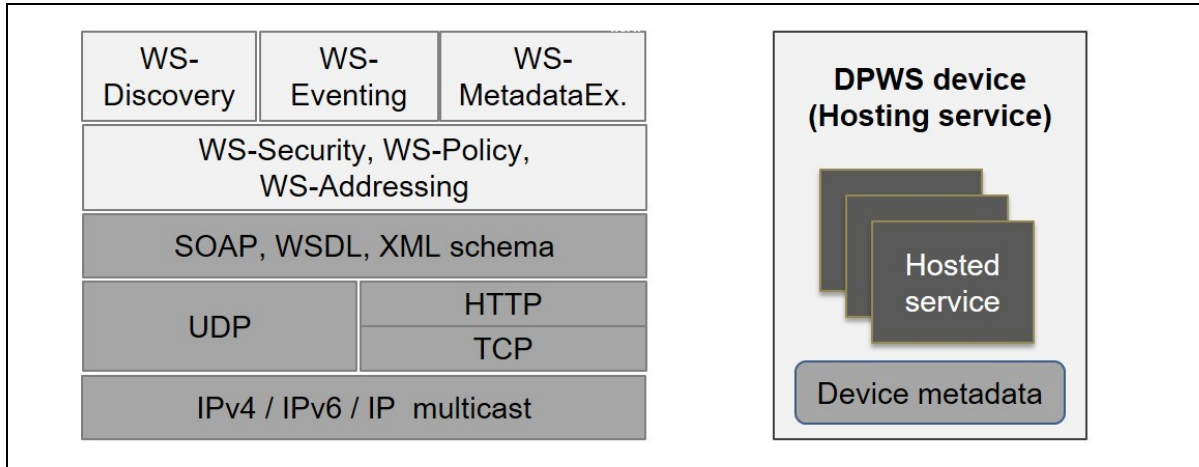 WS-
Discovery
WS-
Eventing
WS-
MetadataEx.
WS-Security, WS-Policy,
WS-Addressing
SOAP, WSDL, XML schema
UDP
HTTP
TCP
IPv4 / IPv6 / IP multicast
DPWS device
(Hosting service)
Hosted
service
Device metadata